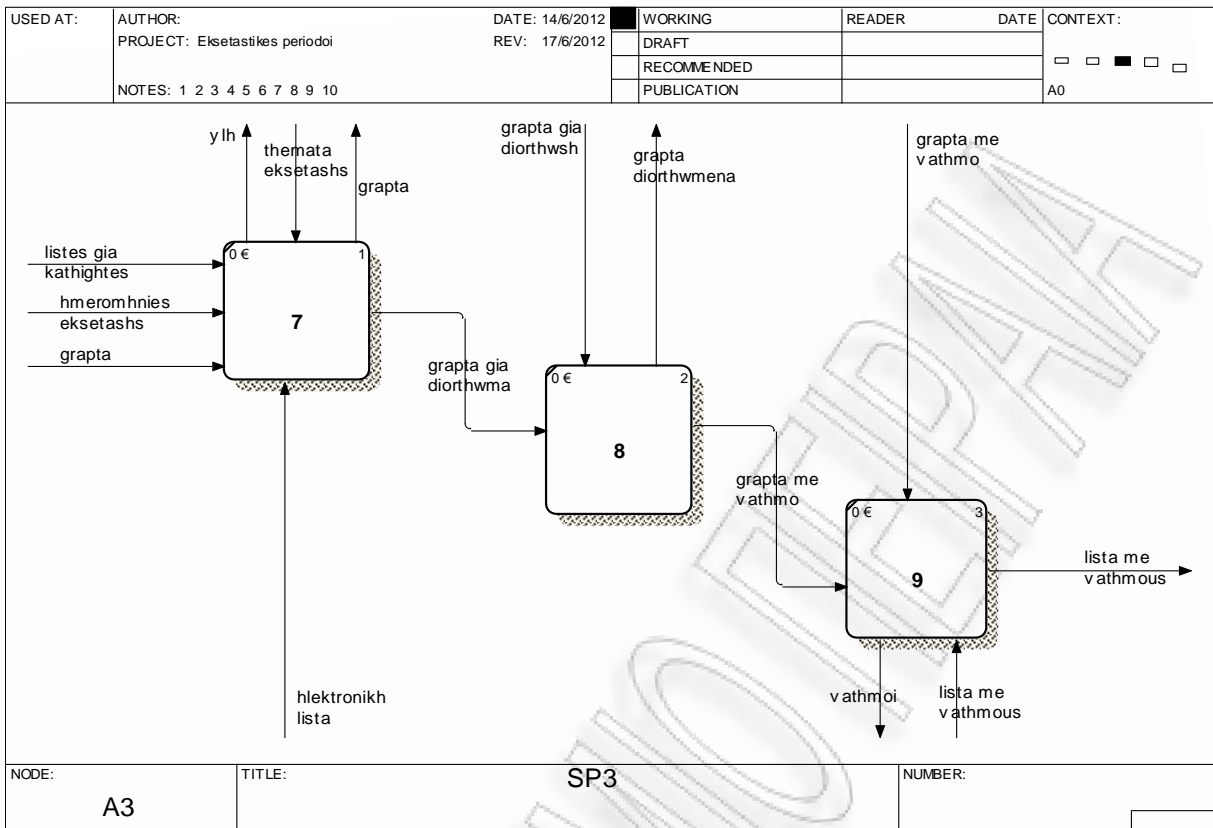 USED AT:
AUTHOR:
DATE: 14/6/2012
PROJECT: Eksetastikes periodoi
REV: 17/6/2012
NOTES: 1 2 3 4 5 6 7 8 9 10
WORKING
DRAFT
RECOMMENDED
PUBLICATION
READER
DATE
CONTEXT:
A0
ylh
themata
eksetashs
grapta
grapta gia
diorthwsh
grapta
diorthwmena
grapta me
vathmo
listes gia
kathightes
hmeromhnies
eksetashs
grapta
0 €
1
7
grapta gia
diorthwma
0 €
2
8
grapta me
vathmo
0 €
3
9
lista me
vathmous
hlektronikh
lista
vathmoi
lista me
vathmous
NODE:
A3
TITLE:
SP3
NUMBER: